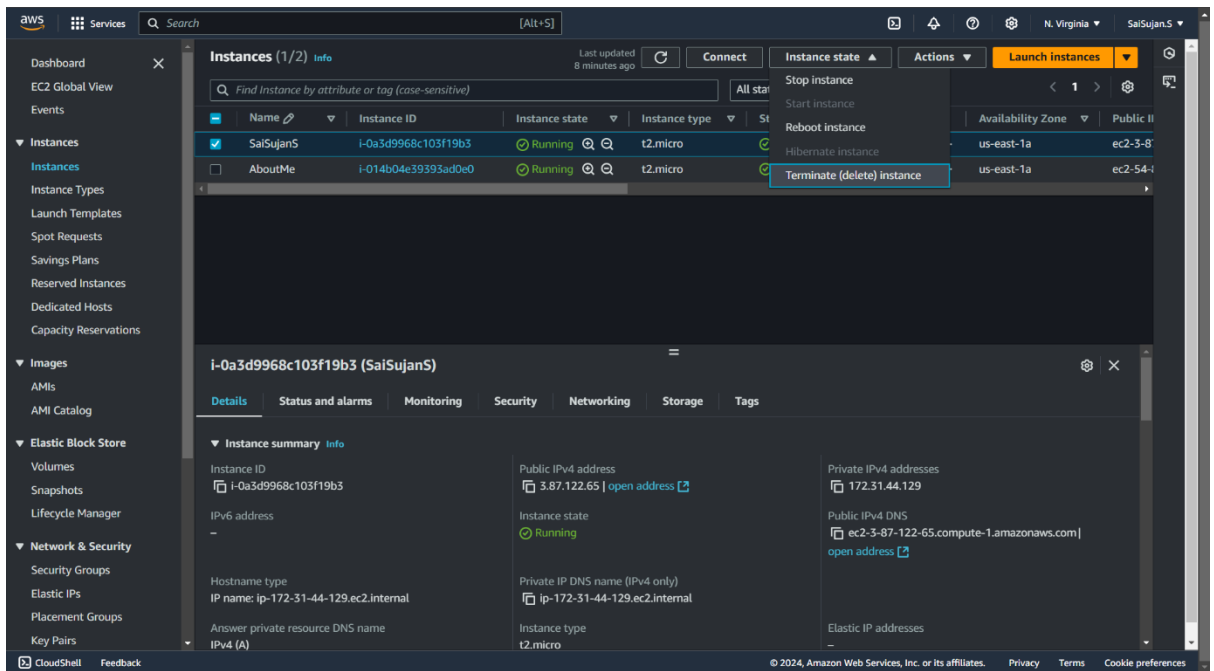 aws Services Search [Alt+S] N. Virginia SaiSujan.S
Dashboard
EC2 Global View
Events
Instances
Instances
Instance Types
Launch Templates
Spot Requests
Savings Plans
Reserved Instances
Dedicated Hosts
Capacity Reservations
Images
AMIs
AMI Catalog
Elastic Block Store
Volumes
Snapshots
Lifecycle Manager
Network & Security
Security Groups
Elastic IPs
Placement Groups
Key Pairs
Instances (1/2) Info
Last updated
8 minutes ago
Connect Instance state Actions Launch instances
Find Instance by attribute or tag (case-sensitive) All stat 1
Stop instance
Start instance
Reboot instance
Hibernate instance
Terminate (delete) instance
Name Instance ID Instance state Instance type St Availability Zone Public I
SaiSujanS i-0a3d9968c103f19b3 Running t2.micro us-east-1a ec2-3-8
AboutMe i-014b04e39393ad0e0 Running t2.micro us-east-1a ec2-54-
i-0a3d9968c103f19b3 (SaiSujanS)
Details Status and alarms Monitoring Security Networking Storage Tags
Instance summary Info
Instance ID
i-0a3d9968c103f19b3
Public IPv4 address
3.87.122.65 | open address
Private IPv4 addresses
172.31.44.129
IPv6 address
–
Instance state
Running
Public IPv4 DNS
ec2-3-87-122-65.compute-1.amazonaws.com |
open address
Hostname type
IP name: ip-172-31-44-129.ec2.internal
Private IP DNS name (IPv4 only)
ip-172-31-44-129.ec2.internal
Answer private resource DNS name
IPv4 (A)
Instance type
t2.micro
Elastic IP addresses
–
CloudShell Feedback © 2024, Amazon Web Services, Inc. or its affiliates. Privacy Terms Cookie preferences